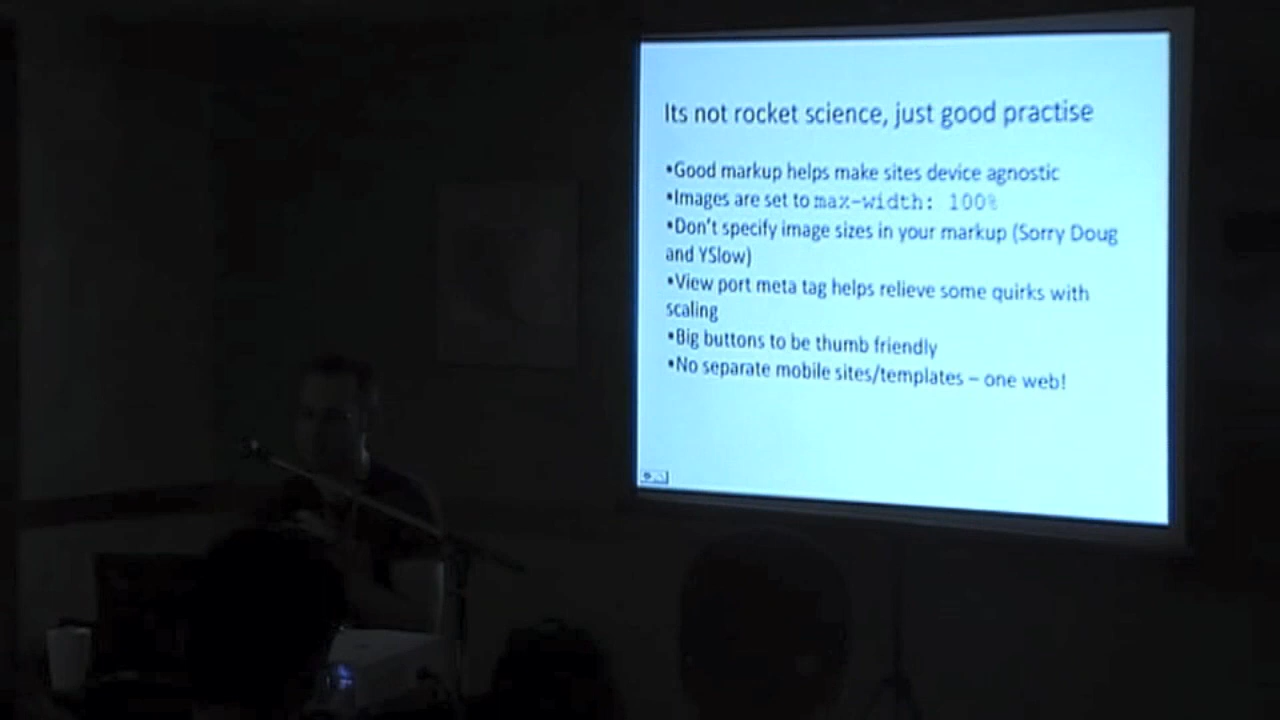 Its not rocket science, just good practise
•Good markup helps make sites device agnostic
•Images are set to max-width: 100%
•Don't specify image sizes in your markup (Sorry Doug
and YSlow)
•View port meta tag helps relieve some quirks with
scaling
•Big buttons to be thumb friendly
•No separate mobile sites/templates – one web!